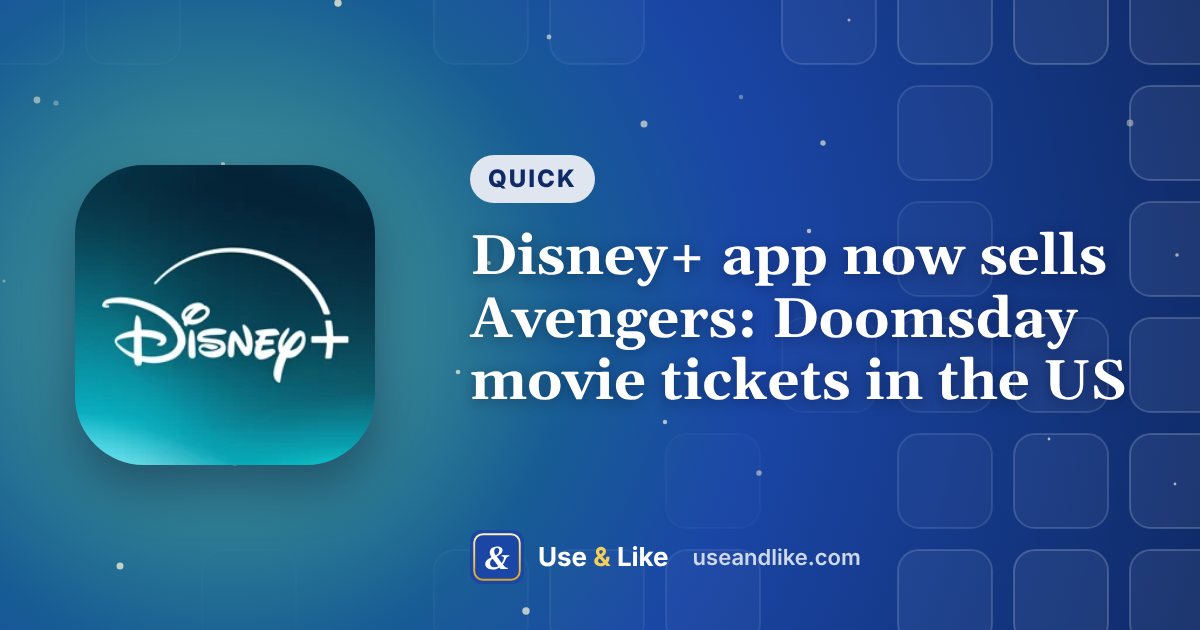 Disney+
QUICK
Disney+ app now sells
Avengers: Doomsday
movie tickets in the US
& Use & Like useandlike.com